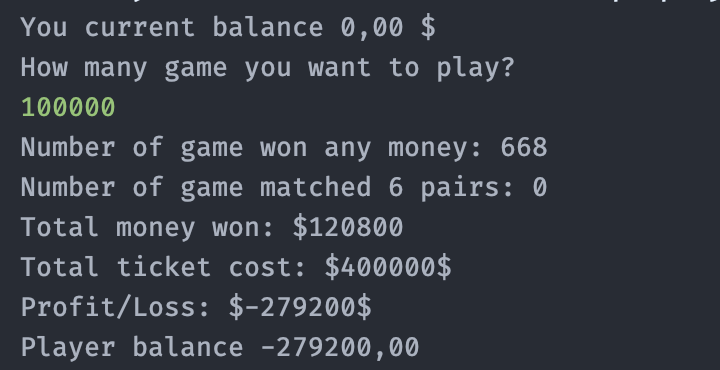 You current balance 0,00 $
How many game you want to play?
100000
Number of game won any money: 668
Number of game matched 6 pairs: 0
Total money won: $120800
Total ticket cost: $400000$
Profit/Loss: $-279200$
Player balance -279200,00